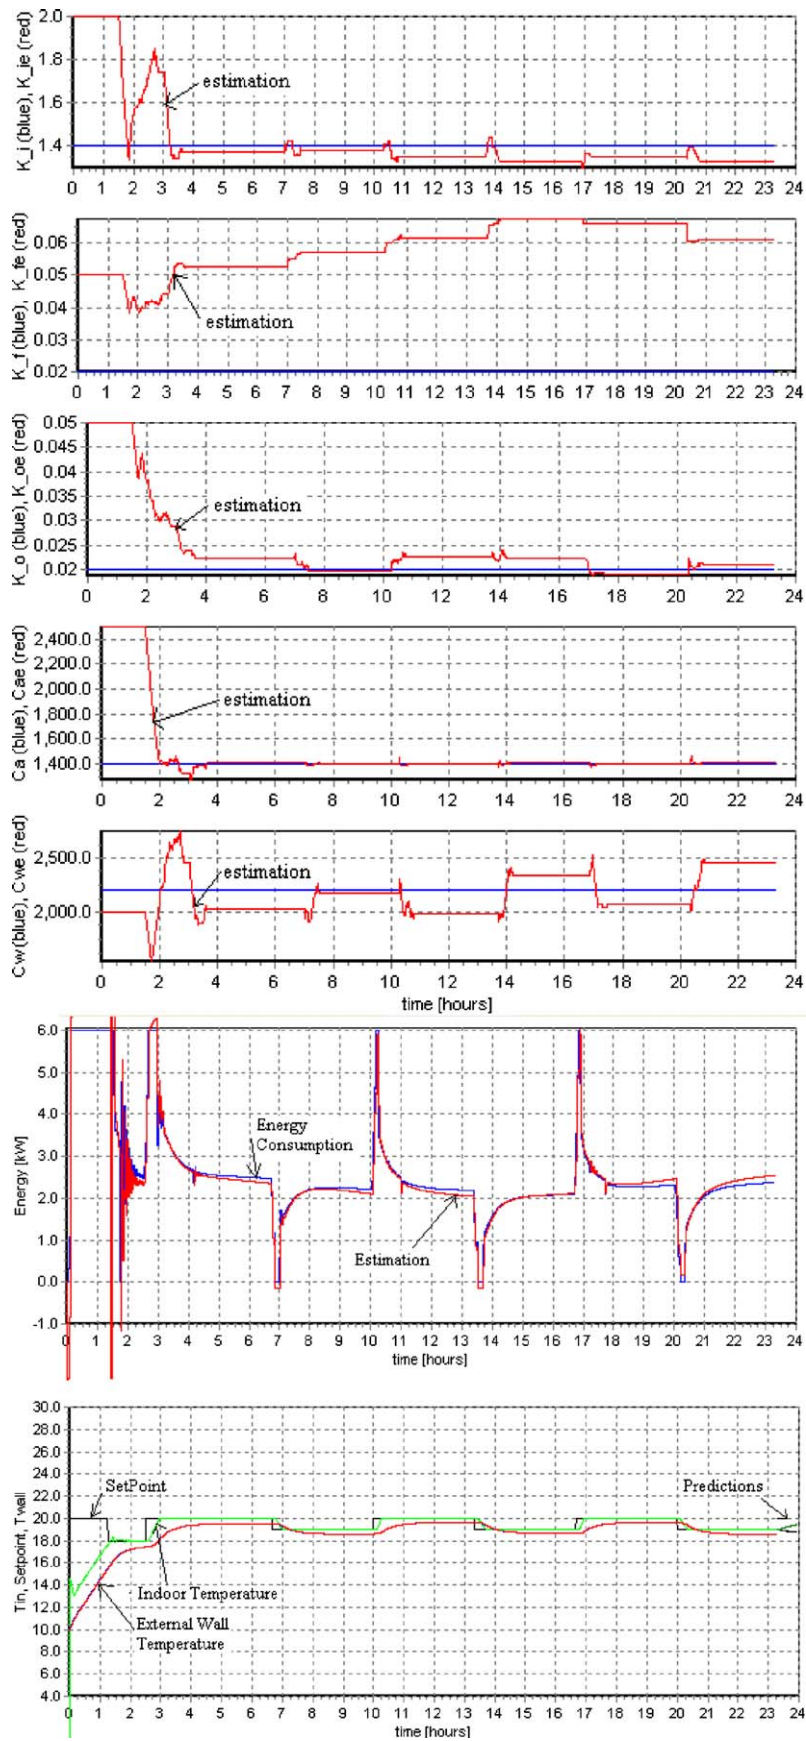 K_i (blue), K_ie (red)
2.0
1.8
1.6
1.4
estimation
0 1 2 3 4 5 6 7 8 9 10 11 12 13 14 15 16 17 18 19 20 21 22 23 24
K_f (blue), K_fe (red)
0.06
0.05
0.04
0.03
0.02
estimation
0 1 2 3 4 5 6 7 8 9 10 11 12 13 14 15 16 17 18 19 20 21 22 23 24
K_o (blue), K_oe (red)
0.05
0.04
0.035
0.03
0.025
0.02
estimation
0 2 4 6 8 10 12 14 16 18 20 22 24
Ca (blue), Cae (red)
2,400.0
2,200.0
2,000.0
1,800.0
1,600.0
1,400.0
estimation
0 2 4 6 8 10 12 14 16 18 20 22 24
Cw(blue), Cwe (red)
2,500.0
2,000.0
estimation
0 2 4 6 8 10 12 14 16 18 20 22 24
time [hours]
Energy [kW]
6.0
5.0
4.0
3.0
2.0
1.0
0.0
-1.0
Energy
Consumption
Estimation
0 1 2 3 4 5 6 7 8 9 10 11 12 13 14 15 16 17 18 19 20 21 22 23 24
time [hours]
Tin, Setpoint, Twall
30.0
28.0
26.0
24.0
22.0
20.0
18.0
16.0
14.0
12.0
10.0
8.0
6.0
4.0
SetPoint
Predictions
Indoor Temperature
External Wall
Temperature
0 1 2 3 4 5 6 7 8 9 10 11 12 13 14 15 16 17 18 19 20 21 22 23 24
time [hours]